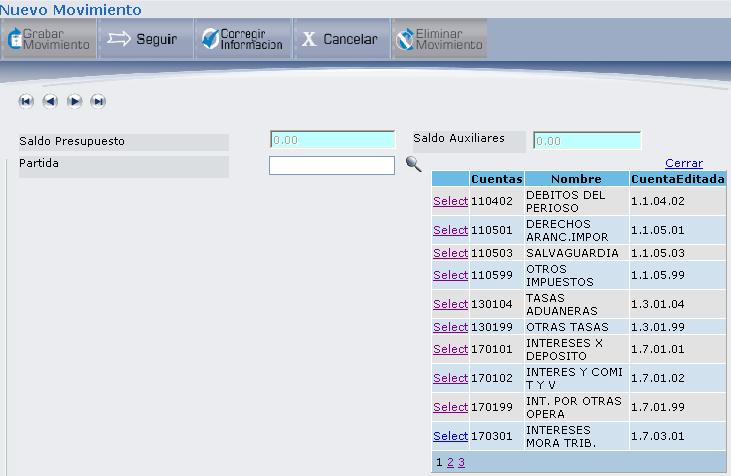 Nuevo Movimiento
Grabar Movimiento
Seguir
Corregir Informacion
X Cancelar
Eliminar Movimiento
Saldo Presupuesto
0.00
Saldo Auxiliares
0.00
Partida
Cerrar
Cuentas Nombre CuentaEditada
Select 110402 DEBITOS DEL PERIOSO 1.1.04.02
Select 110501 DERECHOS ARANC.IMPOR 1.1.05.01
Select 110503 SALVAGUARDIA 1.1.05.03
Select 110599 OTROS IMPUESTOS 1.1.05.99
Select 130104 TASAS ADUANERAS 1.3.01.04
Select 130199 OTRAS TASAS 1.3.01.99
Select 170101 INTERESES X DEPOSITO 1.7.01.01
Select 170102 INTERES Y COMI T Y V 1.7.01.02
Select 170199 INT. POR OTRAS OPERA 1.7.01.99
Select 170301 INTERESES MORA TRIB. 1.7.03.01
1 2 3